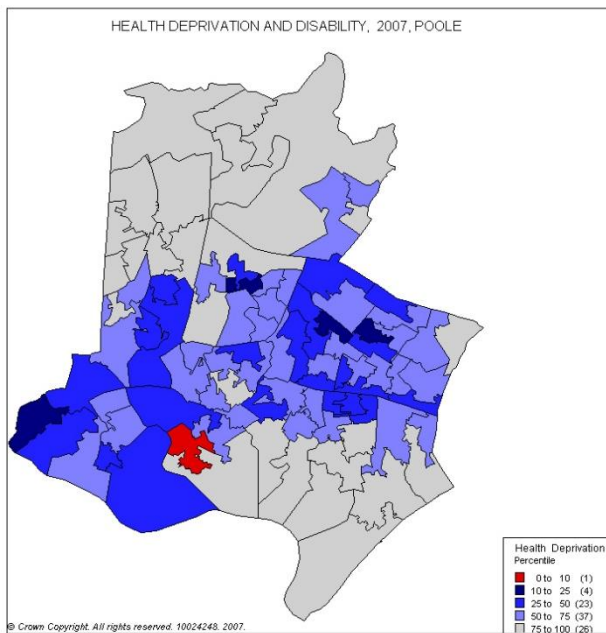 HEALTH DEPRIVATION AND DISABILITY, 2007, POOLE
Health Deprivation
Percentile
0 to 10 (1)
10 to 25 (4)
25 to 50 (23)
50 to 75 (37)
75 to 100 (26)
© Crown Copyright. All rights reserved. 10024248. 2007.